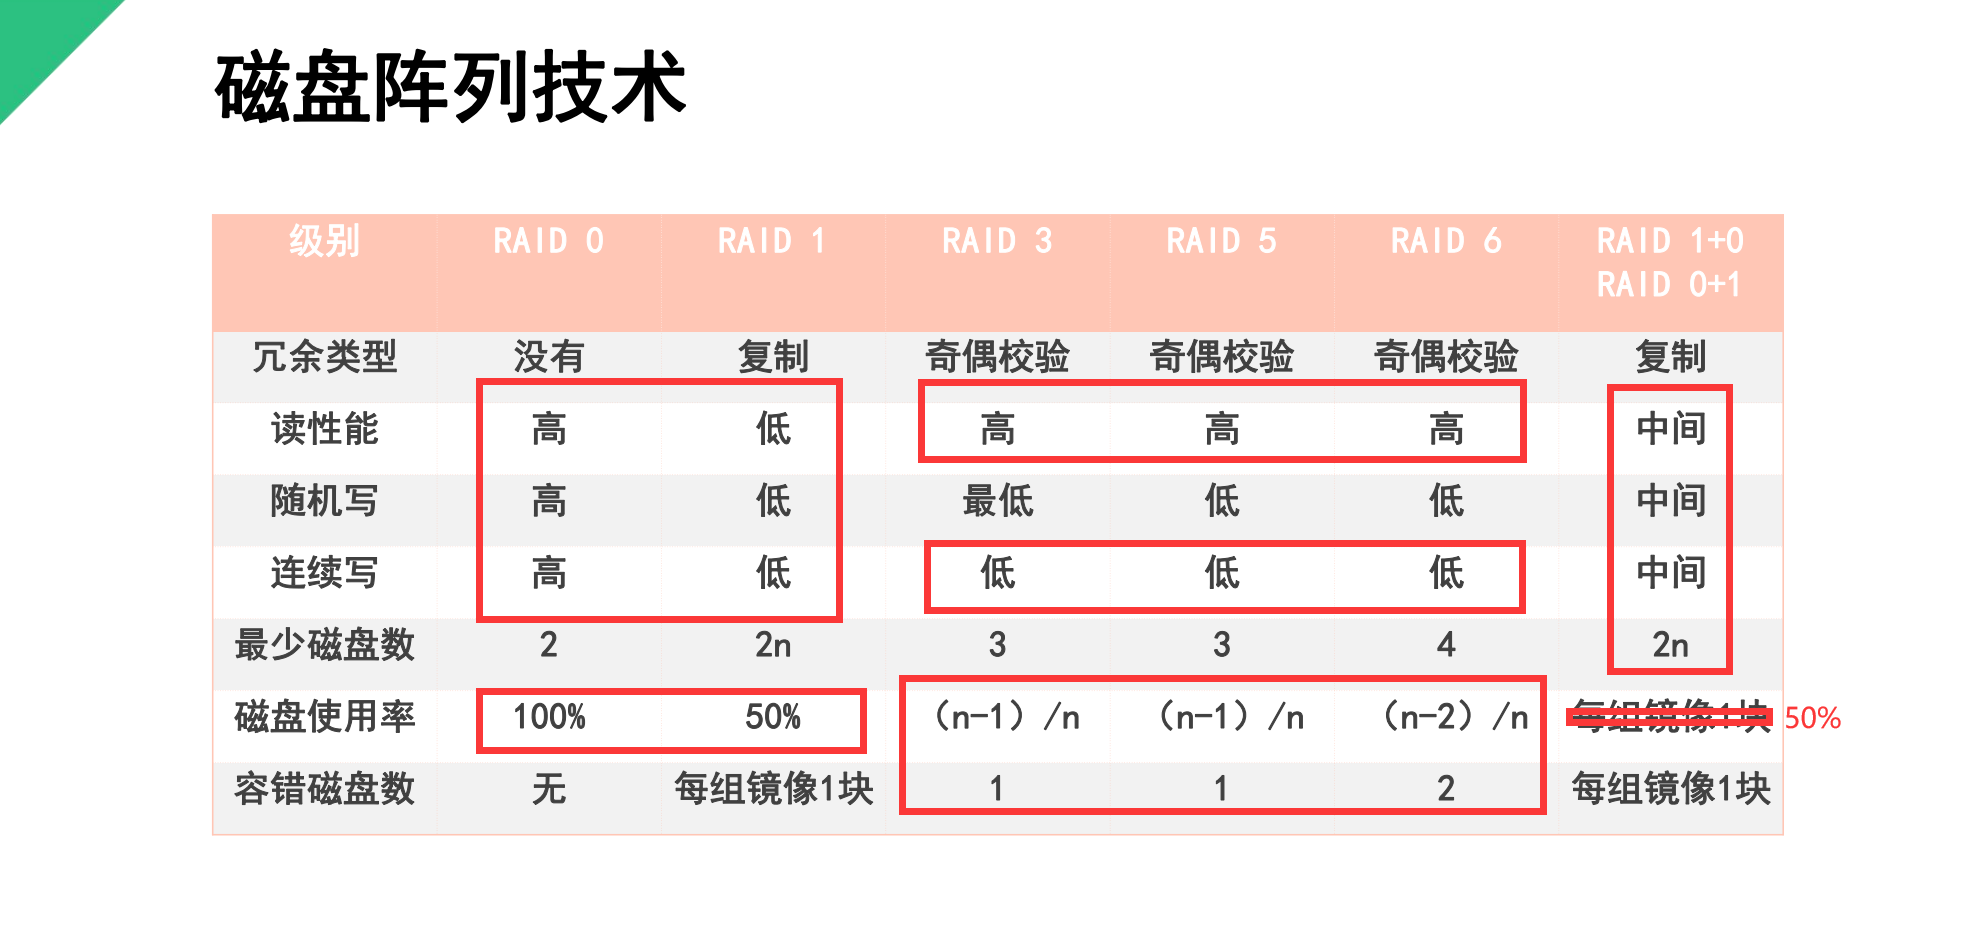 磁盘阵列技术
级别 RAID 0 RAID 1 RAID 3 RAID 5 RAID 6 RAID 1+0
RAID 0+1
冗余类型 没有 复制 奇偶校验 奇偶校验 奇偶校验 复制
读性能 高 低 高 高 高 中间
随机写 高 低 最低 低 低 中间
连续写 高 低 低 低 低 中间
最少磁盘数 2 2n 3 3 4 2n
磁盘使用率 100% 50% （n-1）/n （n-1）/n （n-2）/n 每组镜像1块 50%
容错磁盘数 无 每组镜像1块 1 1 2 每组镜像1块